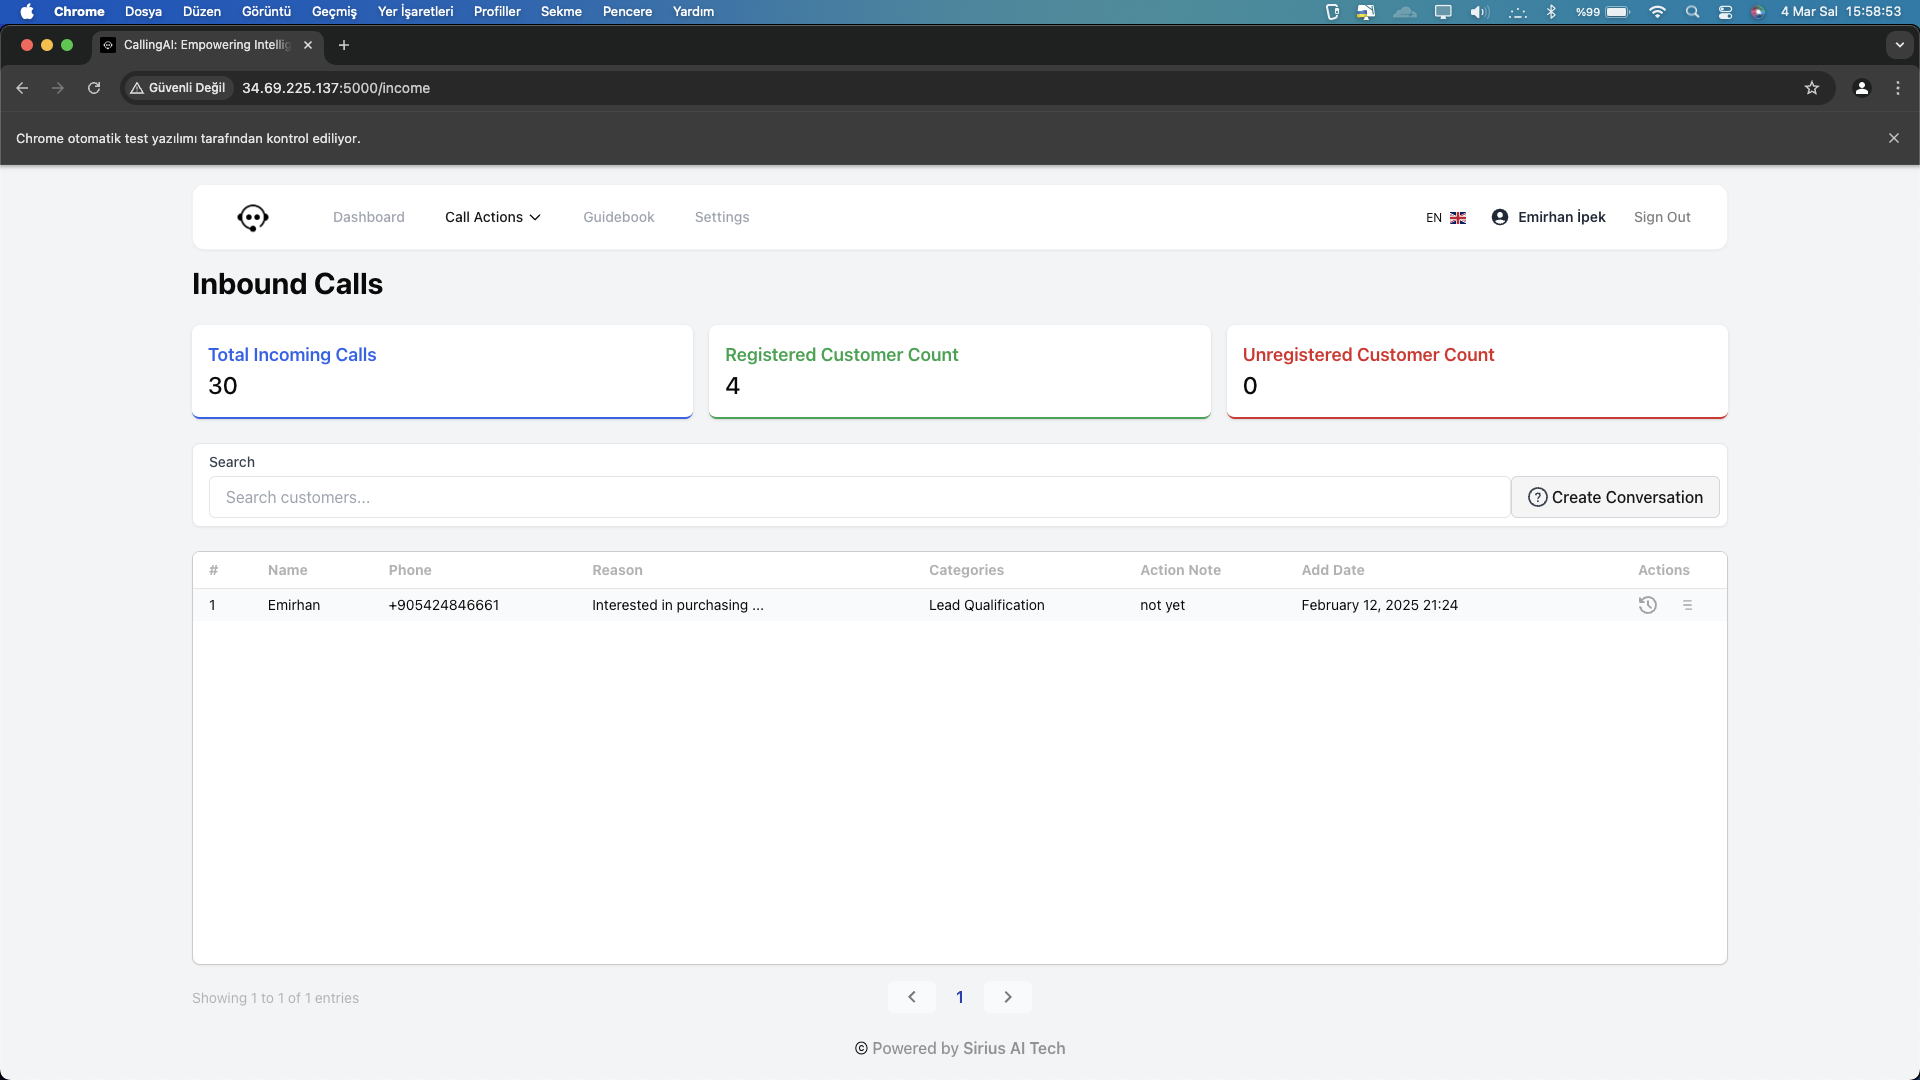 Chrome Dosya Düzen Görüntü Geçmiş Yer İşaretleri Profiller Sekme Pencere Yardım %99 4 Mar Sal 15:58:53
CallingAI: Empowering Intellig
Güvenli Değil 34.69.225.137:5000/income
Chrome otomatik test yazılımı tarafından kontrol ediliyor.
Dashboard Call Actions Guidebook Settings EN Emirhan İpek Sign Out
Inbound Calls
Total Incoming Calls Registered Customer Count Unregistered Customer Count
30 4 0
Search
Search customers... Create Conversation
# Name Phone Reason Categories Action Note Add Date Actions
1 Emirhan +905424846661 Interested in purchasing ... Lead Qualification not yet February 12, 2025 21:24
Showing 1 to 1 of 1 entries 1
© Powered by Sirius AI Tech